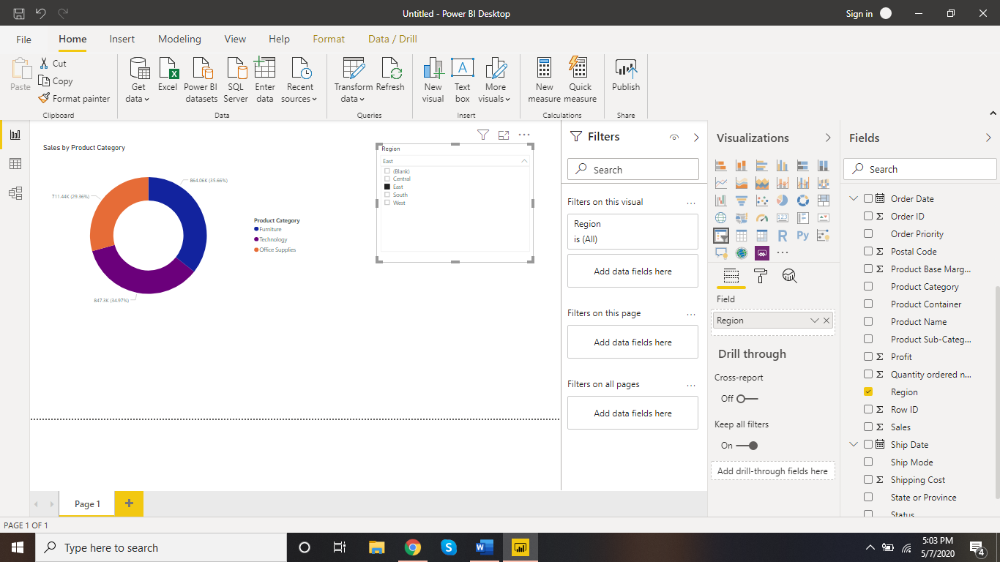 Untitled - Power BI Desktop
Sign in
File Home Insert Modeling View Help Format Data / Drill
Paste
Cut
Copy
Format painter
Clipboard
Get data
Excel
Power BI datasets
SQL Server
Enter data
Recent sources
Data
Transform data
Refresh
Queries
New visual
Text box
More visuals
Insert
New measure
Quick measure
Calculations
Publish
Share
Sales by Product Category
864.06K (35.66%)
711.44K (29.36%)
847.3K (34.97%)
Product Category
Furniture
Technology
Office Supplies
Region
East
(Blank)
Central
East
South
West
Filters
Search
Filters on this visual
...
Region
is (All)
Add data fields here
Filters on this page
...
Add data fields here
Filters on all pages
...
Add data fields here
Visualizations
123
R
Py
...
Field
Region
Drill through
Cross-report
Off
Keep all filters
On
Add drill-through fields here
Fields
Search
Order Date
Σ Order ID
Order Priority
Σ Postal Code
Σ Product Base Marg...
Product Category
Product Container
Product Name
Product Sub-Categ...
Σ Profit
Σ Quantity ordered n...
Region
Σ Row ID
Σ Sales
Ship Date
Ship Mode
Σ Shipping Cost
State or Province
Status
Page 1
+
PAGE 1 OF 1
Type here to search
5:03 PM
5/7/2020
4